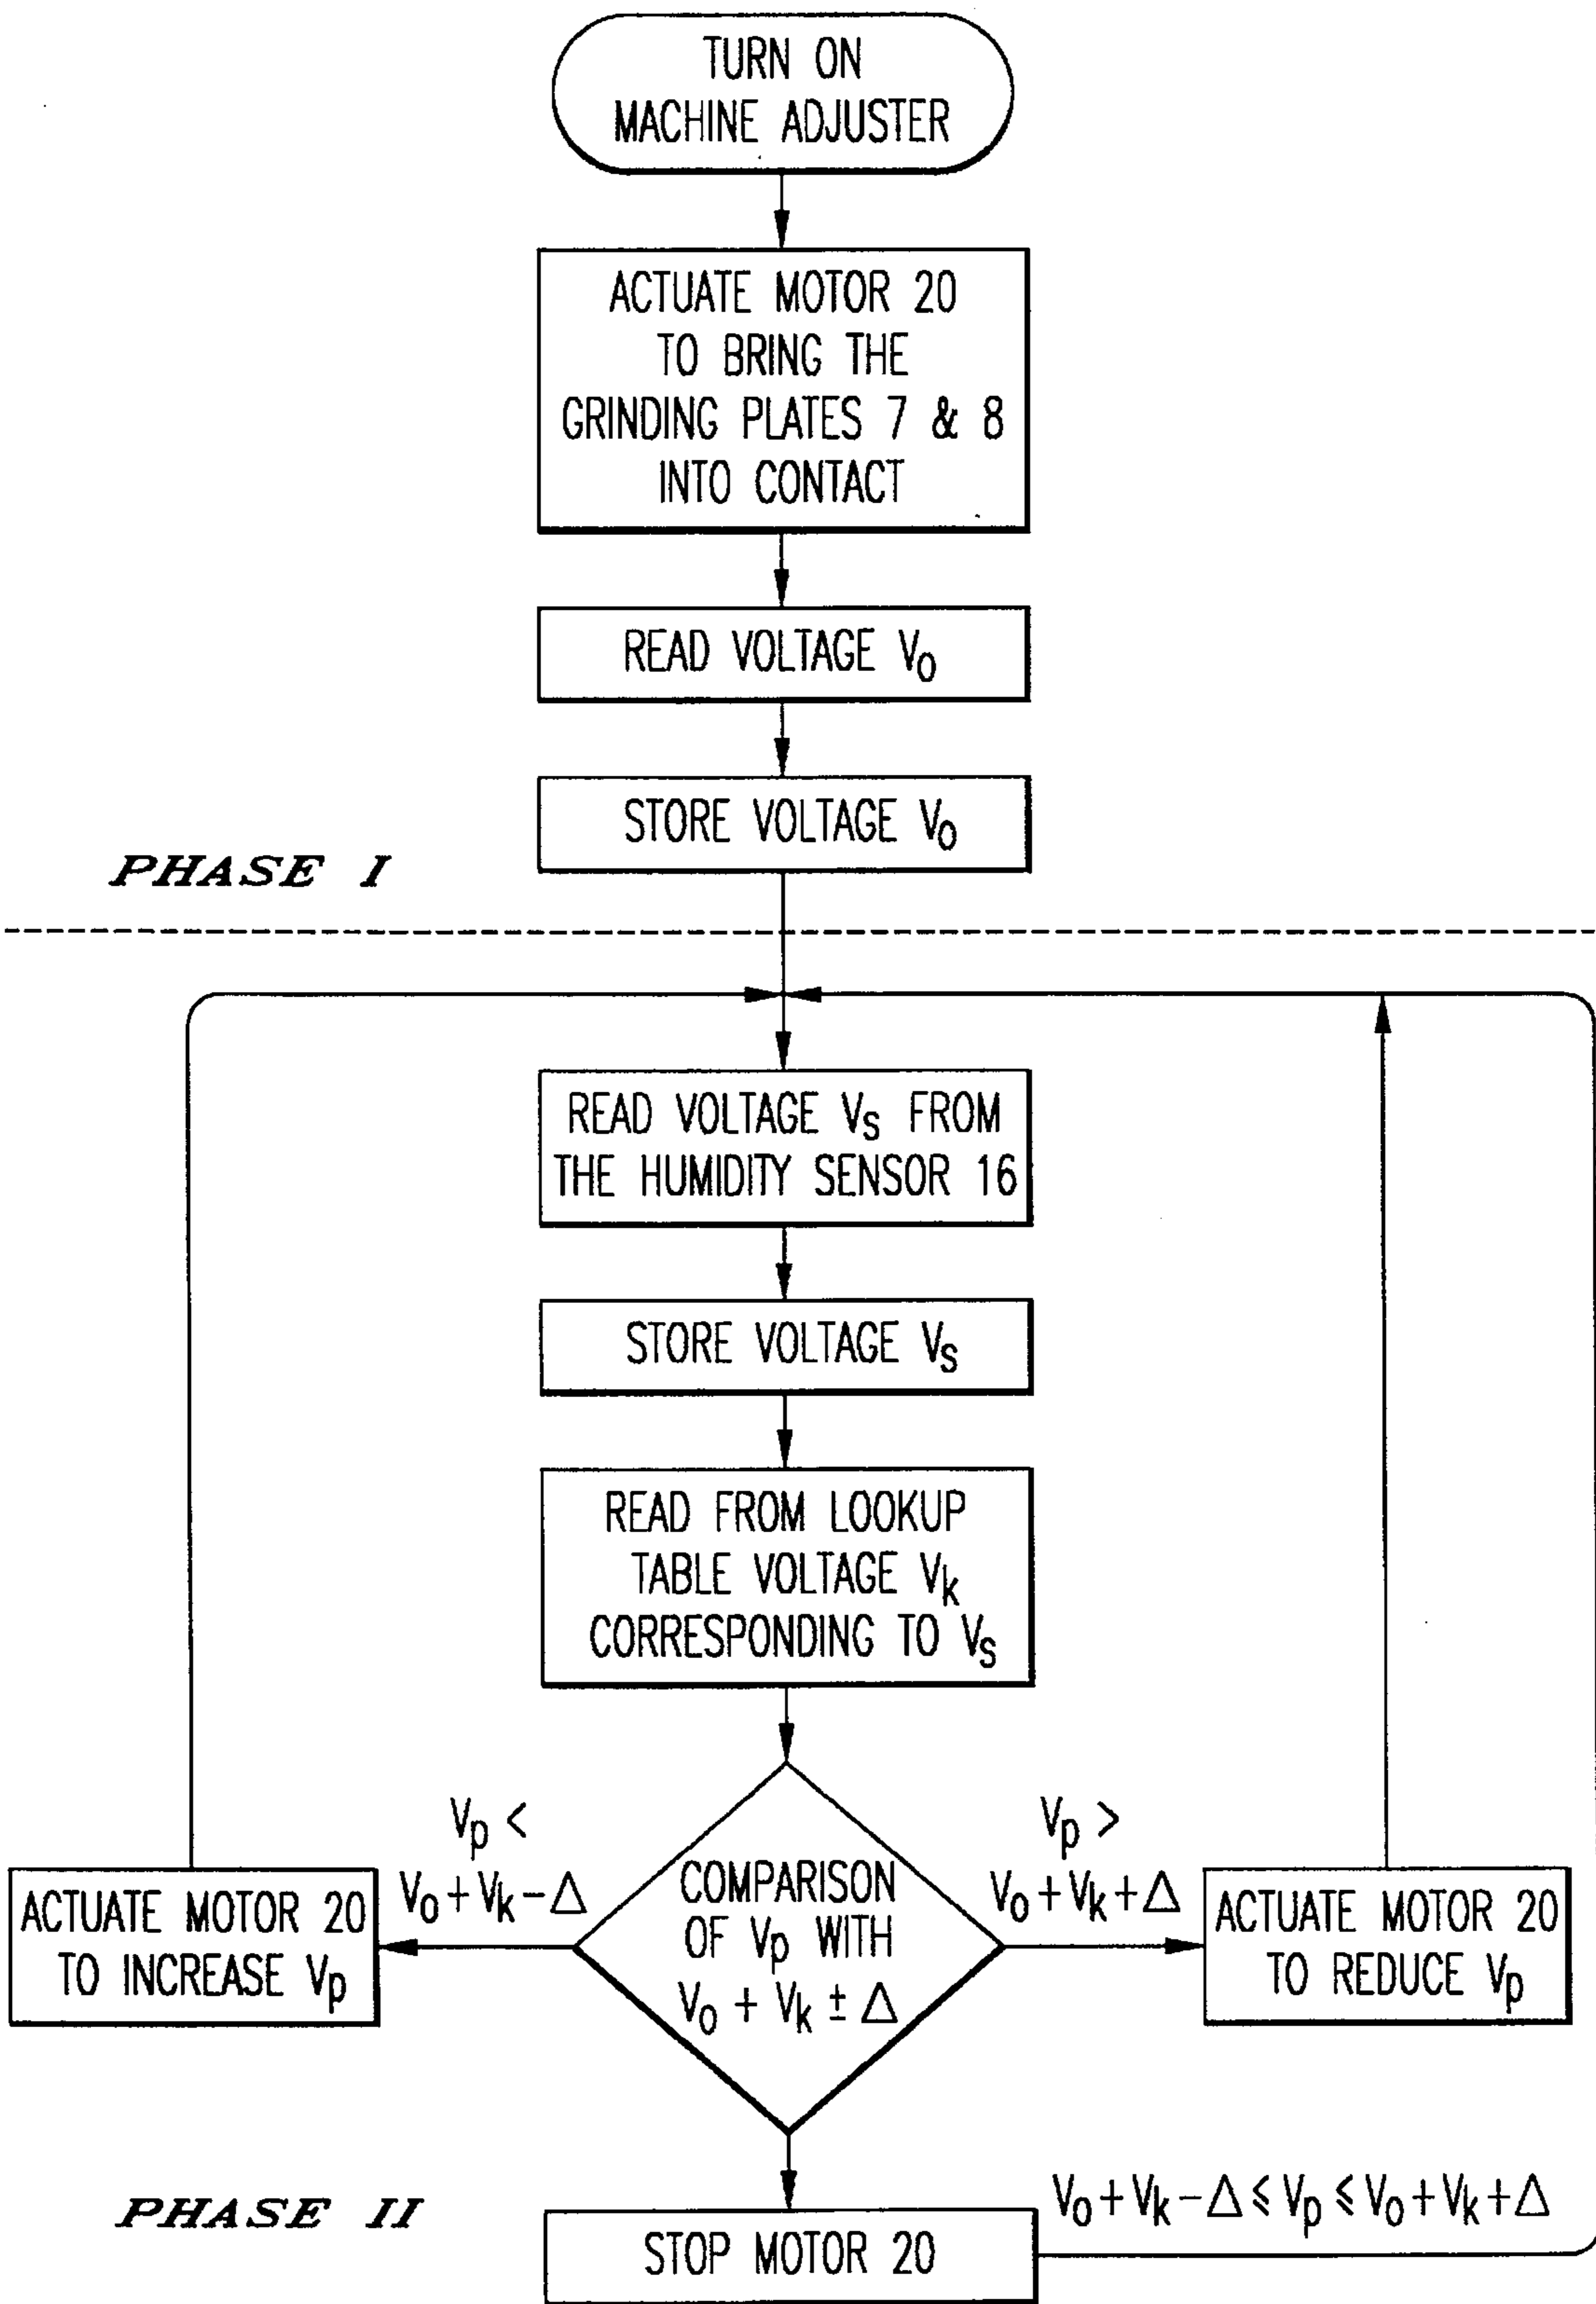 TURN ON
MACHINE ADJUSTER
ACTUATE MOTOR 20
TO BRING THE
GRINDING PLATES 7 & 8
INTO CONTACT
READ VOLTAGE V₀
STORE VOLTAGE V₀
PHASE I
READ VOLTAGE Vₛ FROM
THE HUMIDITY SENSOR 16
STORE VOLTAGE Vₛ
READ FROM LOOKUP
TABLE VOLTAGE Vₖ
CORRESPONDING TO Vₛ
Vₚ <
V₀ + Vₖ - Δ
Vₚ >
V₀ + Vₖ + Δ
ACTUATE MOTOR 20
TO INCREASE Vₚ
COMPARISON
OF Vₚ WITH
V₀ + Vₖ ± Δ
ACTUATE MOTOR 20
TO REDUCE Vₚ
PHASE II
V₀ + Vₖ - Δ ⩽ Vₚ ⩽ V₀ + Vₖ + Δ
STOP MOTOR 20